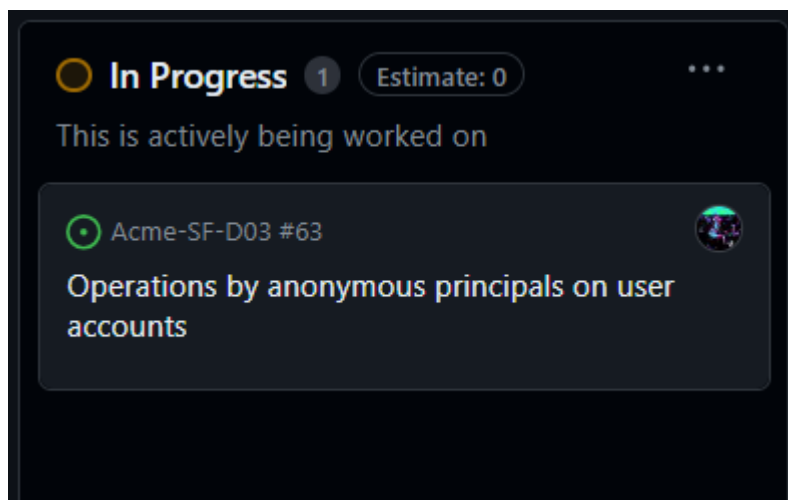 In Progress 1 Estimate: 0
This is actively being worked on
Acme-SF-D03 #63
Operations by anonymous principals on user
accounts